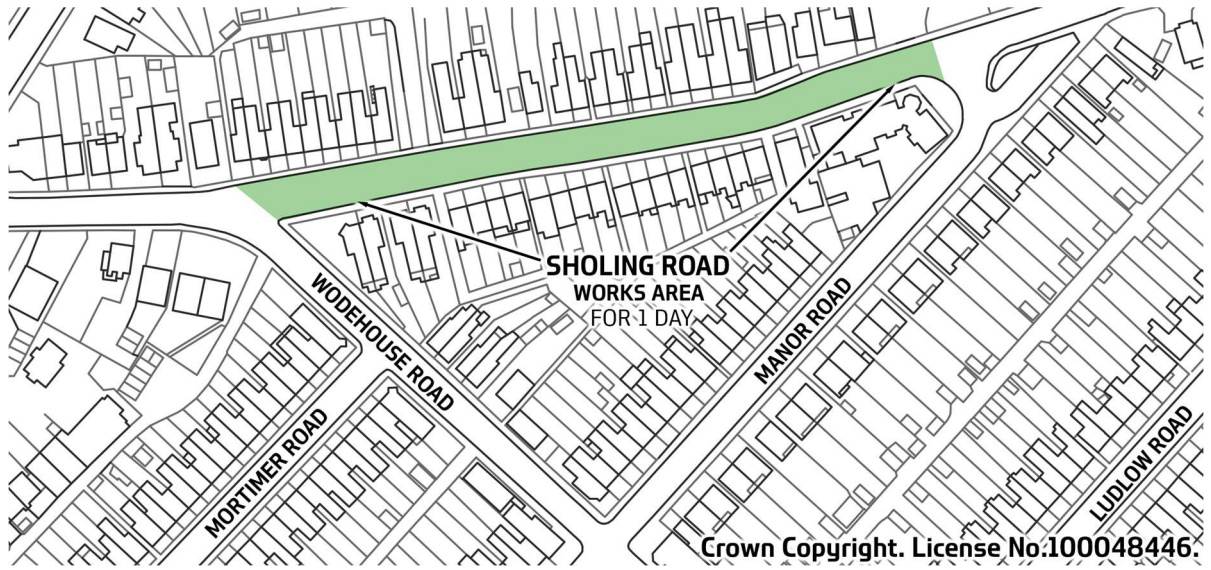 SHOLING ROAD
WORKS AREA
FOR 1 DAY
WODEHOUSE ROAD
MANOR ROAD
MORTIMER ROAD
LUDLOW ROAD
Crown Copyright. License No.100048446.